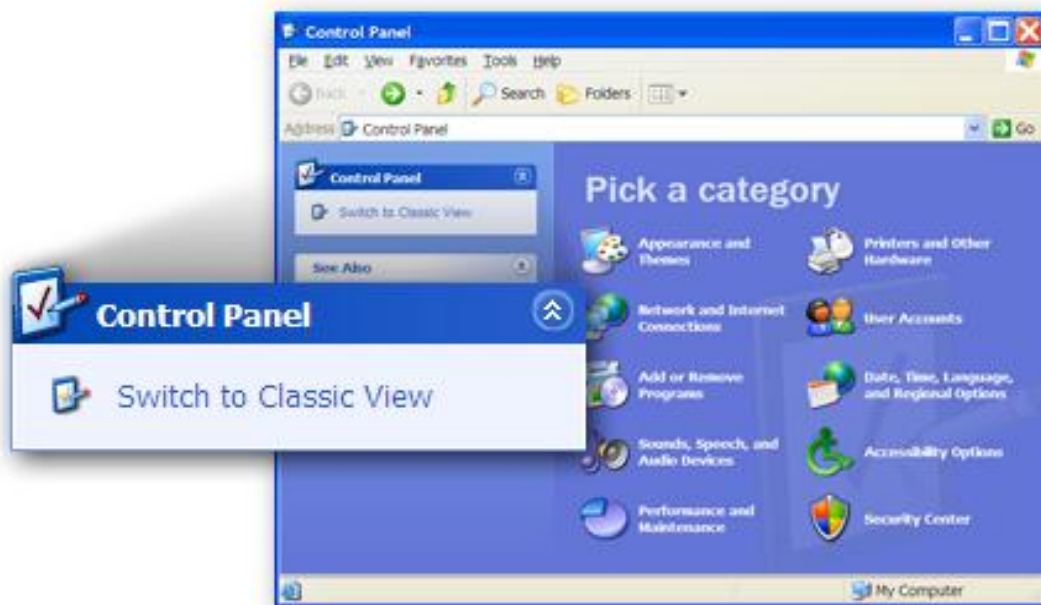 Control Panel
File Edit View Favorites Tools Help
Back Search Folders
Address Control Panel Go
Control Panel
Switch to Classic View
See Also
Control Panel
Switch to Classic View
Pick a category
Appearance and
Themes
Printers and Other
Hardware
Network and Internet
Connections
User Accounts
Add or Remove
Programs
Date, Time, Language,
and Regional Options
Sounds, Speech, and
Audio Devices
Accessibility Options
Performance and
Maintenance
Security Center
My Computer